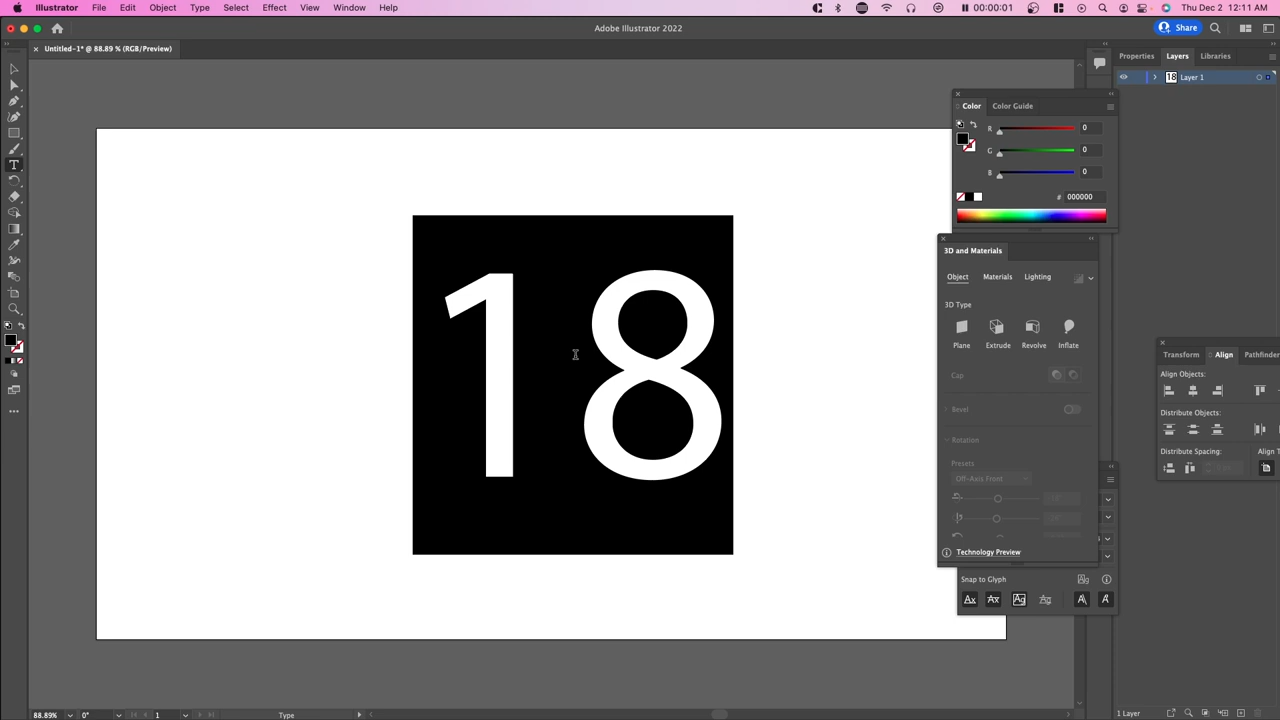 Illustrator File Edit Object Type Select Effect View Window Help
00:00:01 Thu Dec 2 12:11 AM
Adobe Illustrator 2022
Share
× Untitled-1* @ 88.89 % (RGB/Preview)
Properties Layers Libraries
18 Layer 1
Color Color Guide
R 0
G 0
B 0
# 000000
18
3D and Materials
Object Materials Lighting
3D Type
Plane Extrude Revolve Inflate
Cap
Bevel
Rotation
Presets
Off-Axis Front
Technology Preview
Transform Align Pathfinder
Align Objects:
Distribute Objects:
Distribute Spacing: Align T
Snap to Glyph
88.89% 0° 1 Type
1 Layer